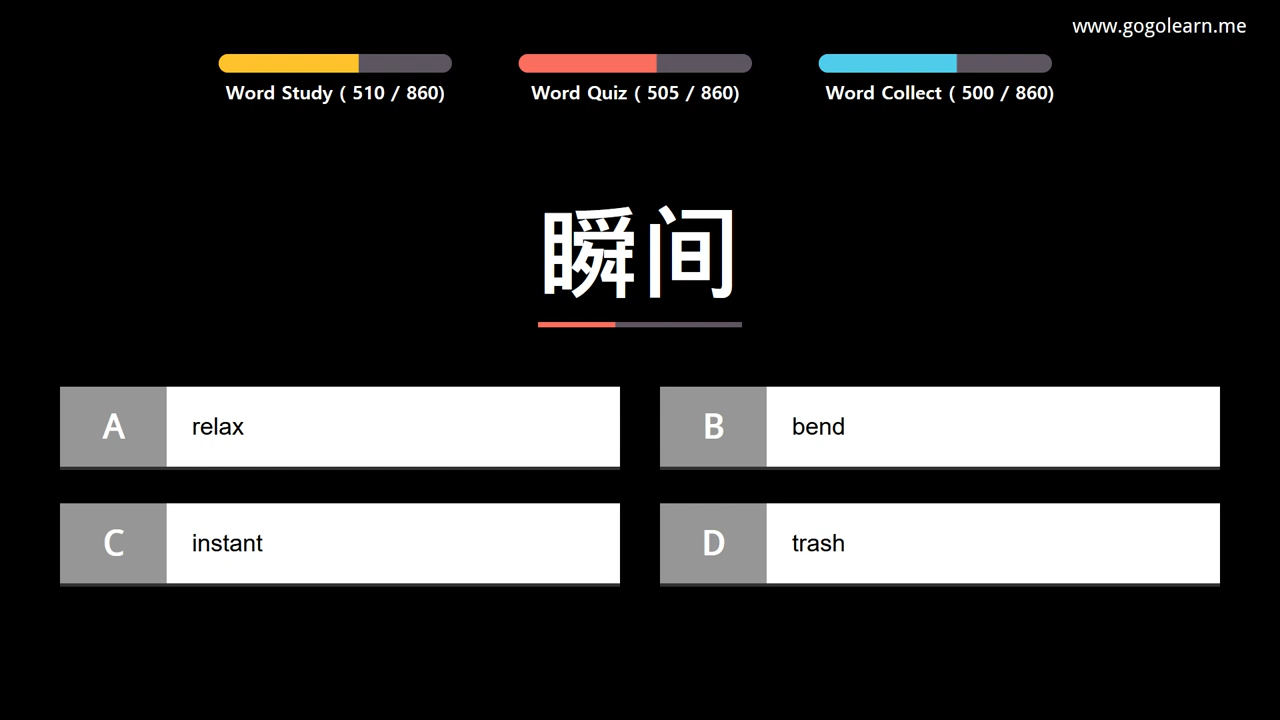 www.gogolearn.me
Word Study ( 510 / 860)
Word Quiz ( 505 / 860)
Word Collect ( 500 / 860)
瞬间
A relax
B bend
C instant
D trash